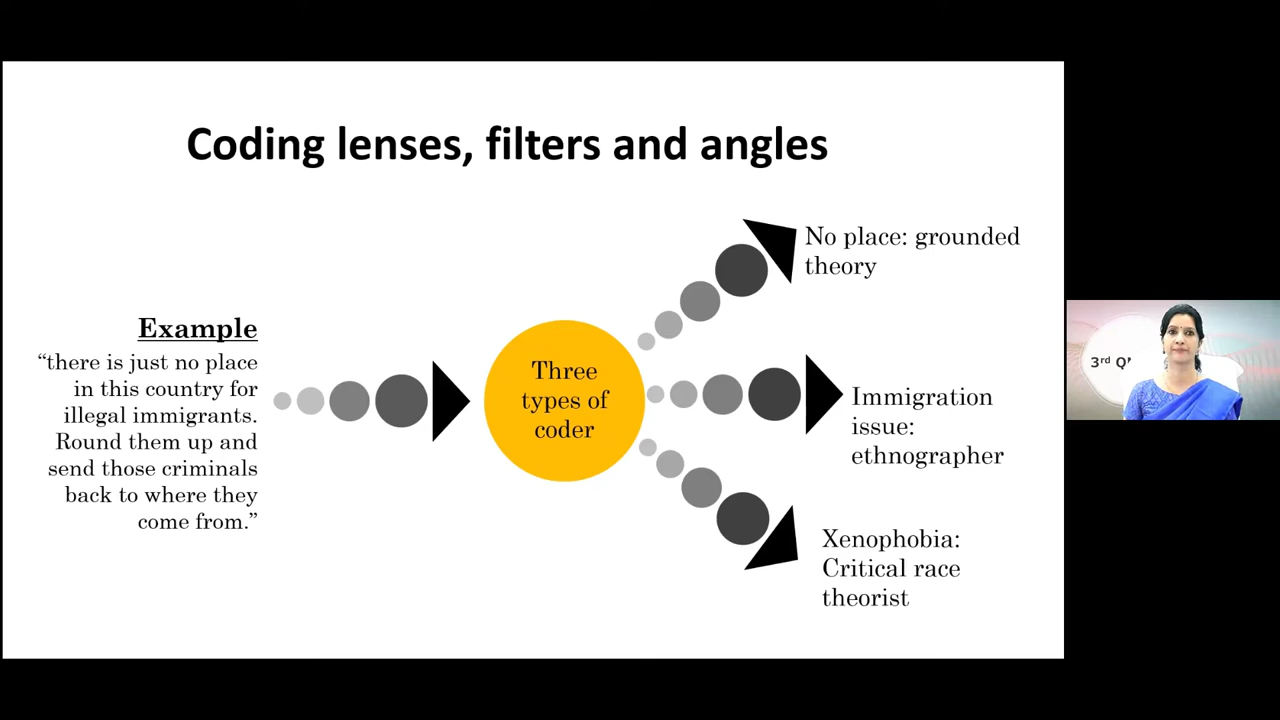 Coding lenses, filters and angles
Example
“there is just no place
in this country for
illegal immigrants.
Round them up and
send those criminals
back to where they
come from.”
Three
types of
coder
No place: grounded
theory
Immigration
issue:
ethnographer
Xenophobia:
Critical race
theorist
3rd